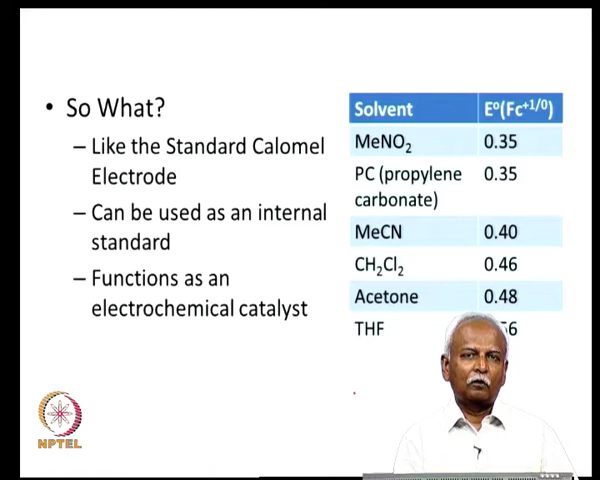 • So What?
– Like the Standard Calomel
Electrode
– Can be used as an internal
standard
– Functions as an
electrochemical catalyst
Solvent E°(Fc+1/0)
MeNO2 0.35
PC (propylene 0.35
carbonate)
MeCN 0.40
CH2Cl2 0.46
Acetone 0.48
THF
NPTEL